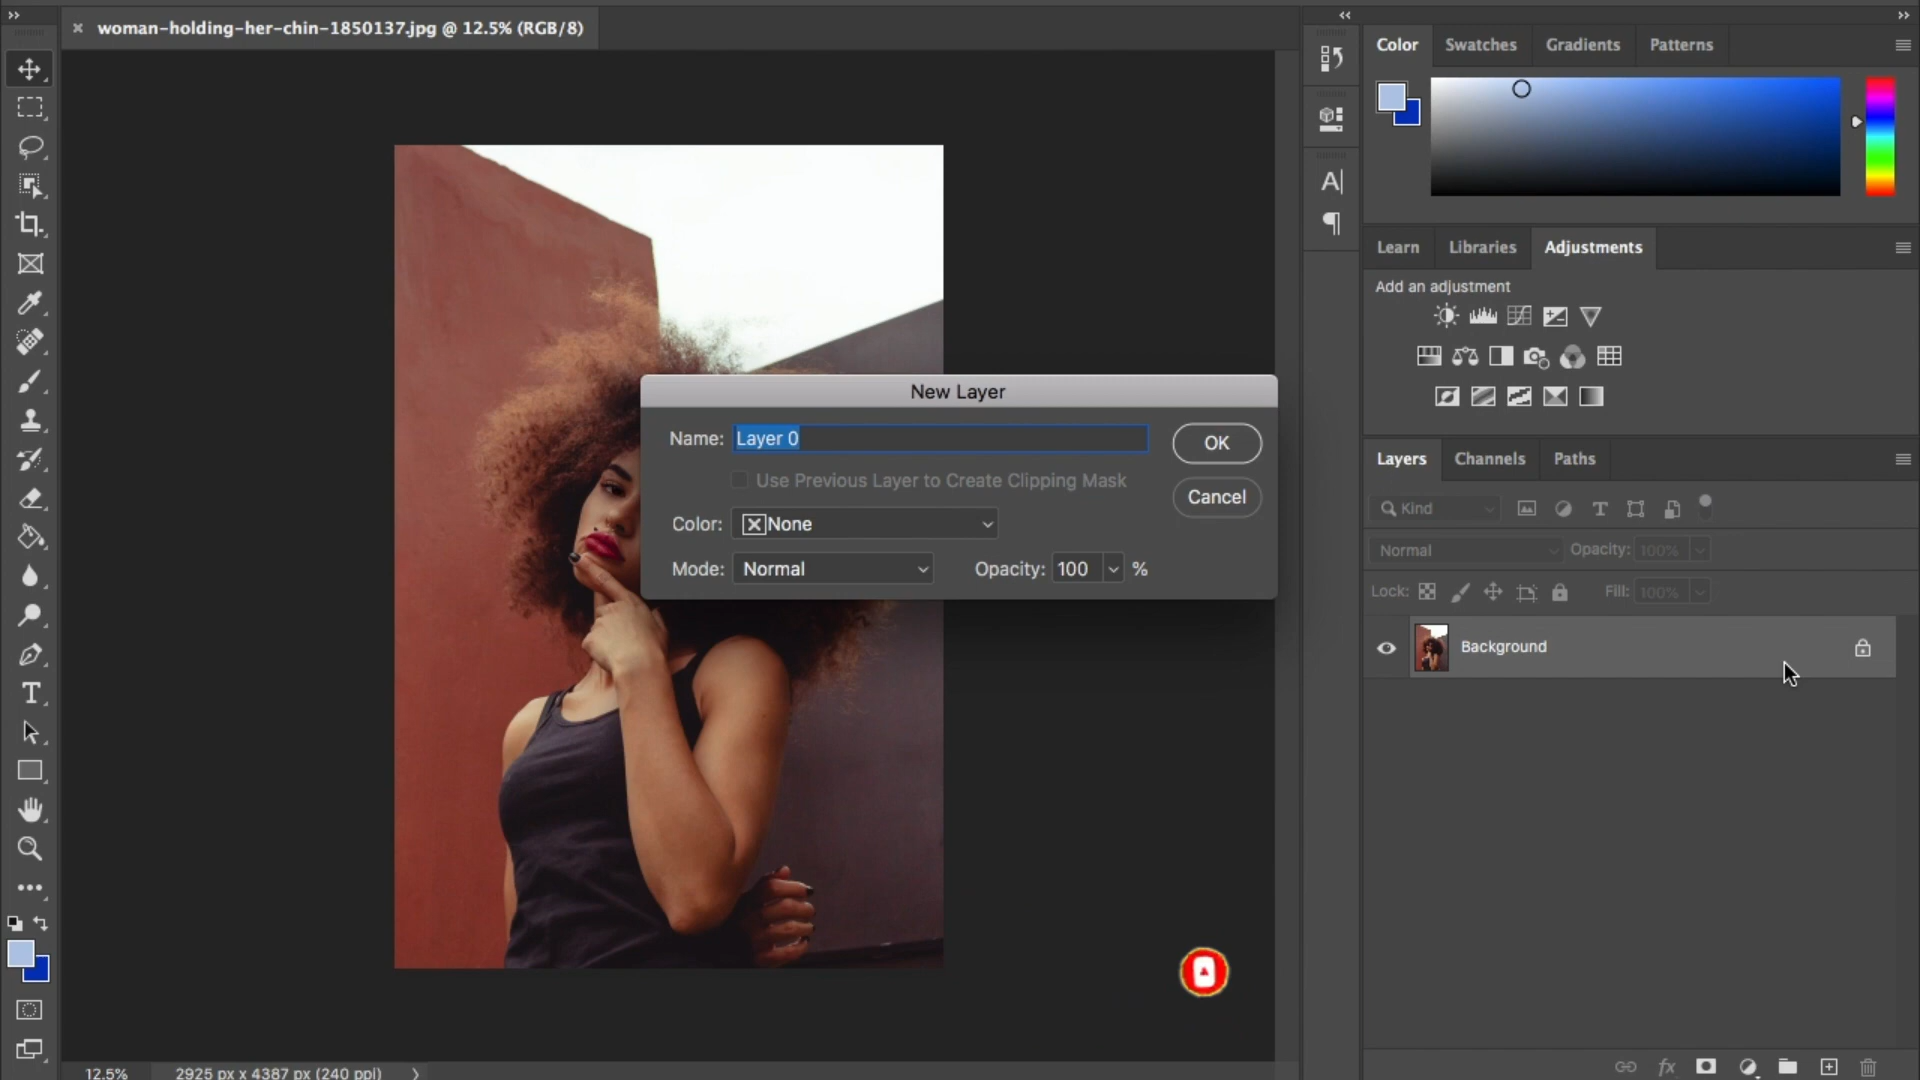 woman-holding-her-chin-1850137.jpg @ 12.5% (RGB/8)
Color Swatches Gradients Patterns
Learn Libraries Adjustments
Add an adjustment
New Layer
Name: Layer 0
OK
Use Previous Layer to Create Clipping Mask
Cancel
Color: None
Mode: Normal
Opacity: 100 %
Layers Channels Paths
Kind
Normal Opacity: 100%
Lock: Fill: 100%
Background
fx
12.5% 2925 px x 4387 px (240 ppi)